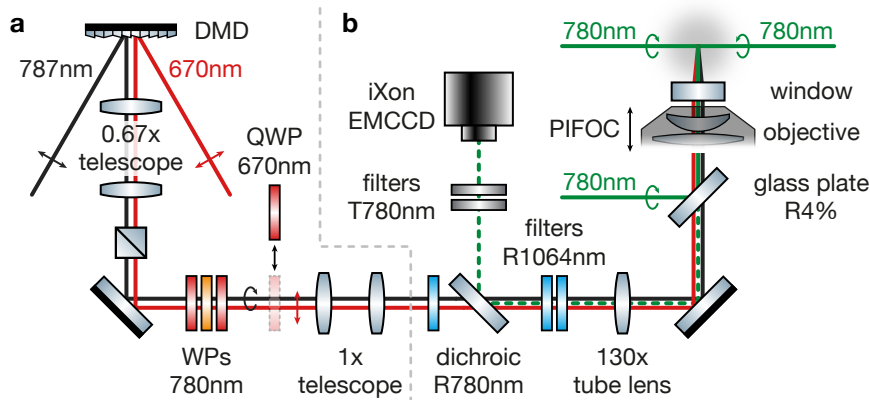 a
DMD
787nm
670nm
0.67x
telescope
QWP
670nm
WPs
780nm
1x
telescope
b
iXon
EMCCD
filters
T780nm
filters
R1064nm
dichroic
R780nm
130x
tube lens
780nm
780nm
window
PIFOC
objective
780nm
glass plate
R4%